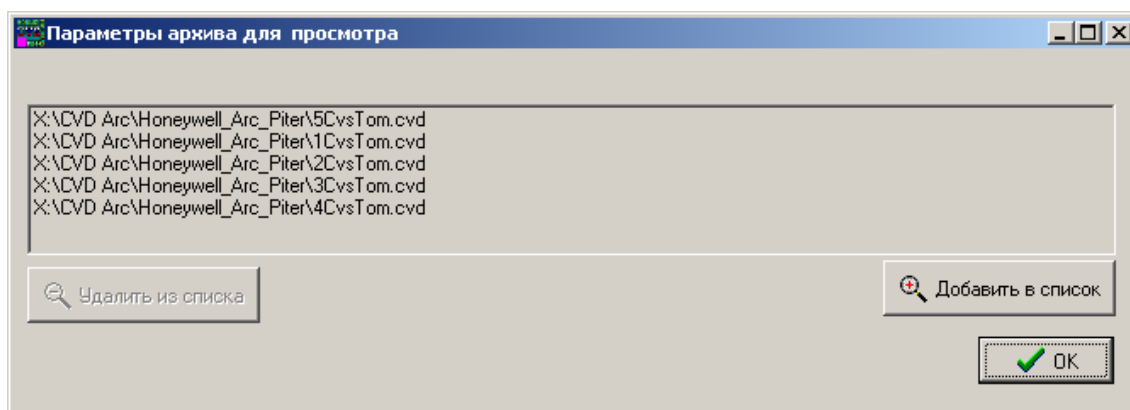 Параметры архива для просмотра
X:\CVD Arc\Honeywell_Arc_Piter\5CvsTom.cvd
X:\CVD Arc\Honeywell_Arc_Piter\1CvsTom.cvd
X:\CVD Arc\Honeywell_Arc_Piter\2CvsTom.cvd
X:\CVD Arc\Honeywell_Arc_Piter\3CvsTom.cvd
X:\CVD Arc\Honeywell_Arc_Piter\4CvsTom.cvd
Удалить из списка
Добавить в список
OK